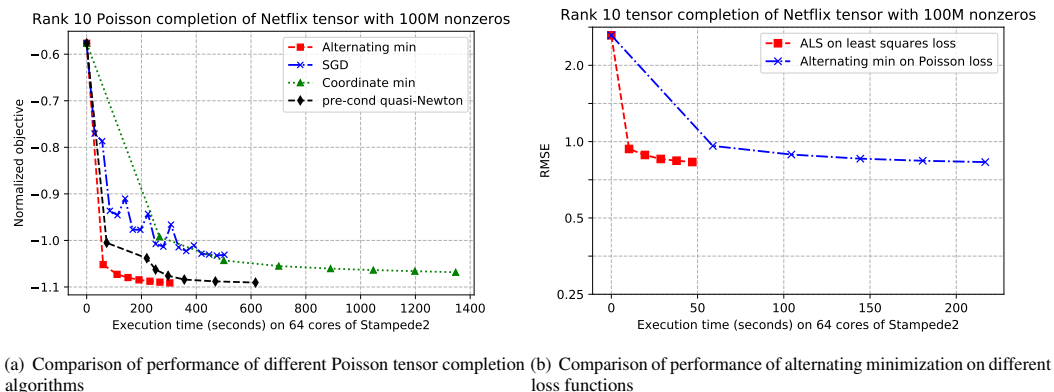 Rank 10 Poisson completion of Netflix tensor with 100M nonzeros
Alternating min
SGD
Coordinate min
pre-cond quasi-Newton
−0.6
−0.7
−0.8
−0.9
−1.0
−1.1
Normalized objective
0 200 400 600 800 1000 1200 1400
Execution time (seconds) on 64 cores of Stampede2
(a) Comparison of performance of different Poisson tensor completion
algorithms
Rank 10 tensor completion of Netflix tensor with 100M nonzeros
ALS on least squares loss
Alternating min on Poisson loss
2.0
1.0
0.5
0.25
RMSE
0 50 100 150 200
Execution time (seconds) on 64 cores of Stampede2
(b) Comparison of performance of alternating minimization on different
loss functions